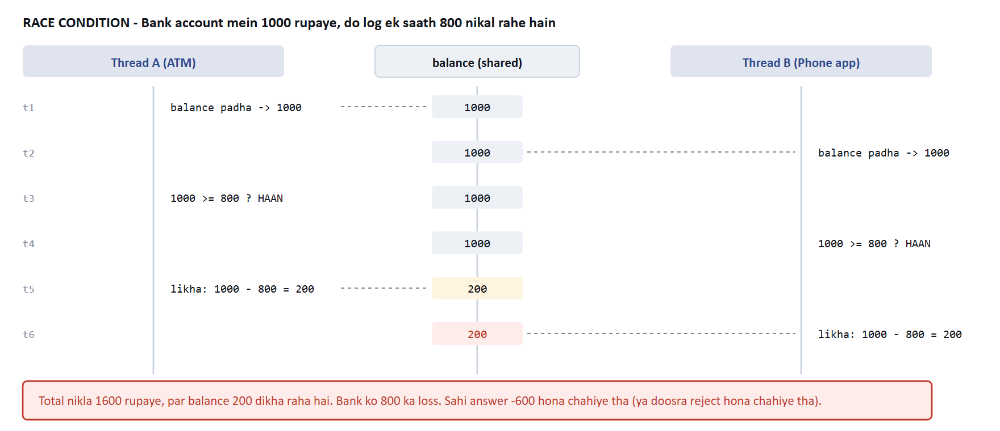 RACE CONDITION - Bank account mein 1000 rupaye, do log ek saath 800 nikal rahe hain
Thread A (ATM)
balance (shared)
Thread B (Phone app)
t1
balance padha -> 1000
1000
t2
1000
balance padha -> 1000
t3
1000 >= 800 ? HAAN
1000
t4
1000
1000 >= 800 ? HAAN
t5
likha: 1000 - 800 = 200
200
t6
200
likha: 1000 - 800 = 200
Total nikla 1600 rupaye, par balance 200 dikha raha hai. Bank ko 800 ka loss. Sahi answer -600 hona chahiye tha (ya doosra reject hona chahiye tha).